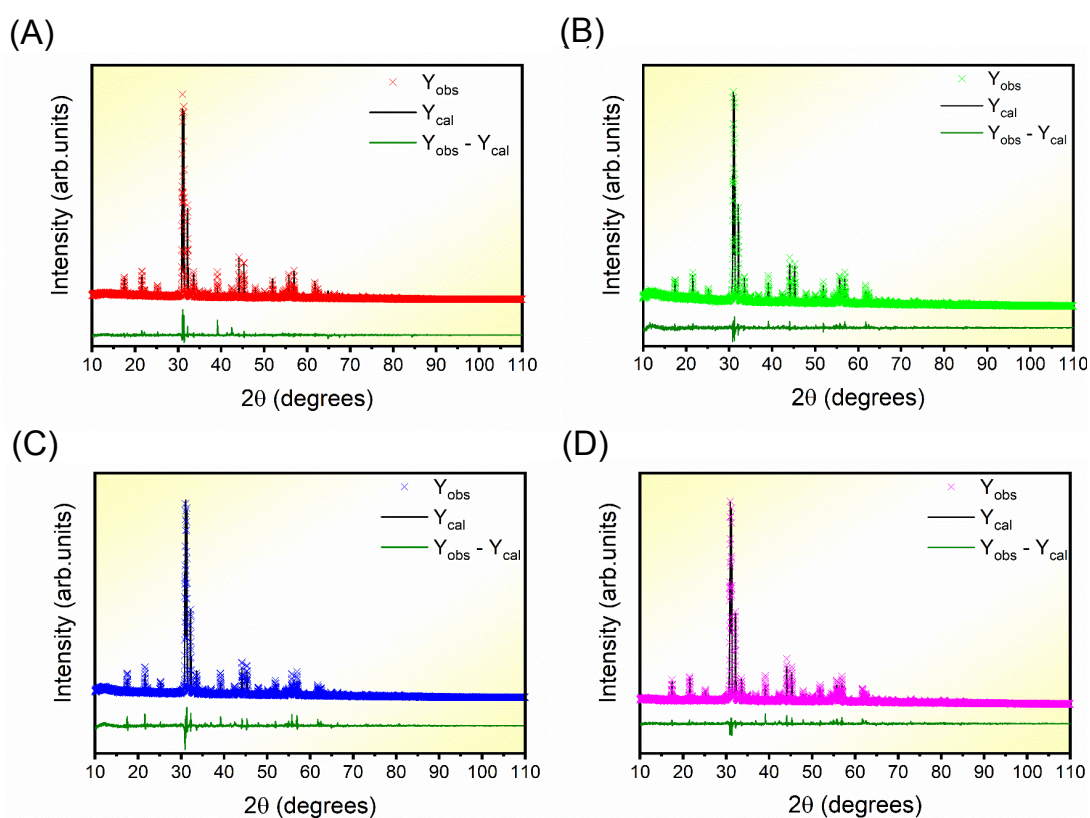 (A)
Y_obs
Y_cal
Y_obs - Y_cal
Intensity (arb.units)
10 20 30 40 50 60 70 80 90 100 110
2θ (degrees)
(B)
Y_obs
Y_cal
Y_obs - Y_cal
Intensity (arb.units)
10 20 30 40 50 60 70 80 90 100 110
2θ (degrees)
(C)
Y_obs
Y_cal
Y_obs - Y_cal
Intensity (arb.units)
10 20 30 40 50 60 70 80 90 100 110
2θ (degrees)
(D)
Y_obs
Y_cal
Y_obs - Y_cal
Intensity (arb.units)
10 20 30 40 50 60 70 80 90 100 110
2θ (degrees)